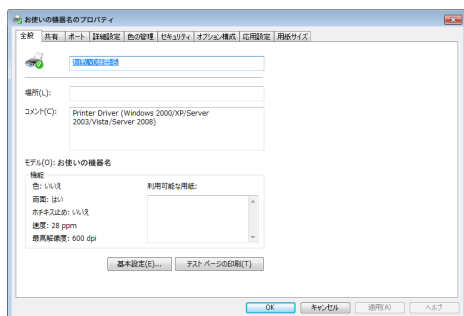 お使いの機器名のプロパティ
全般 共有 ポート 詳細設定 色の管理 セキュリティ オプション構成 応用設定 用紙サイズ
お使いの機器名
場所(L):
コメント(C):
Printer Driver (Windows 2000/XP/Server
2003/Vista/Server 2008)
モデル(O): お使いの機器名
機能
色: いいえ 利用可能な用紙:
両面: はい
ホチキス止め: いいえ
速度: 28 ppm
最高解像度: 600 dpi
基本設定(E)... テスト ページの印刷(T)
OK キャンセル 適用(A) ヘルプ